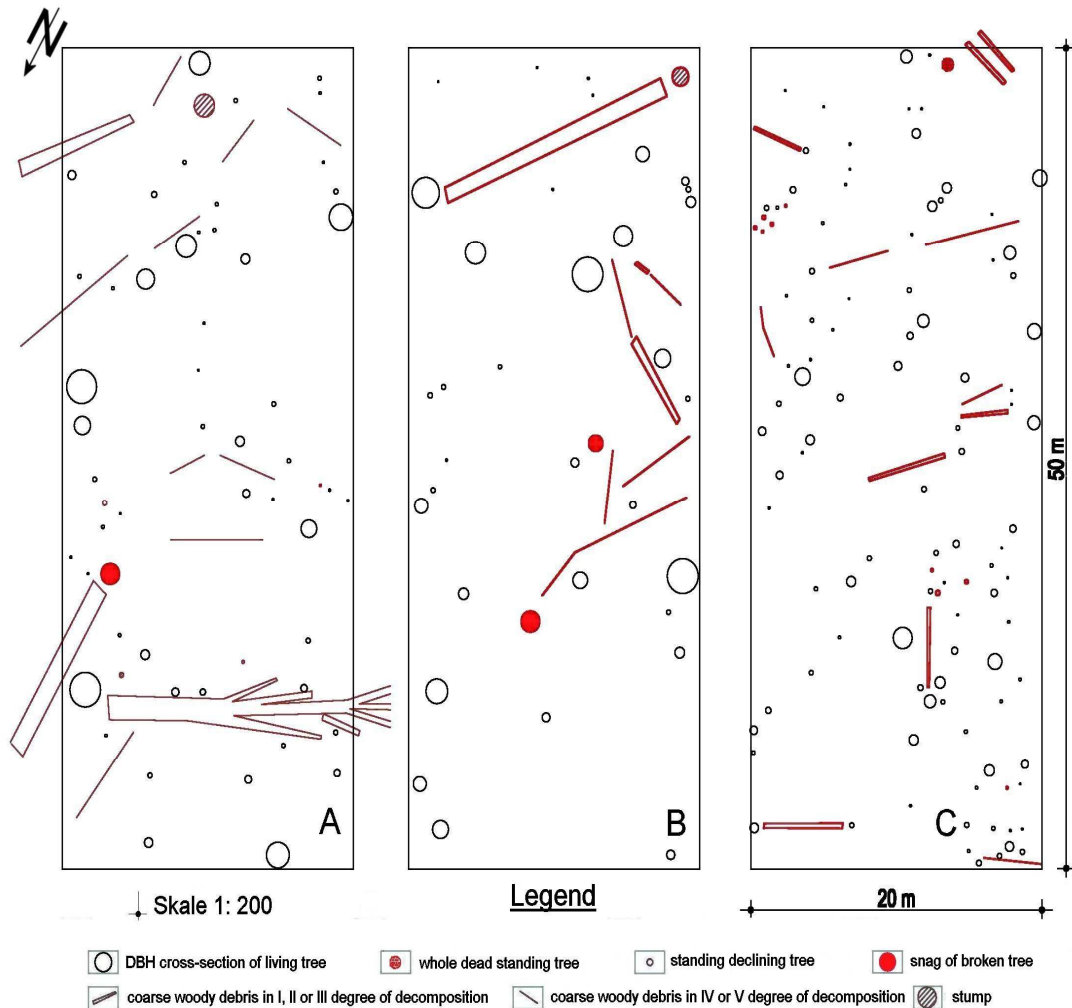 N
A
B
C
50 m
Skale 1: 200
Legend
20 m
DBH cross-section of living tree
whole dead standing tree
standing declining tree
snag of broken tree
coarse woody debris in I, II or III degree of decomposition
coarse woody debris in IV or V degree of decomposition
stump